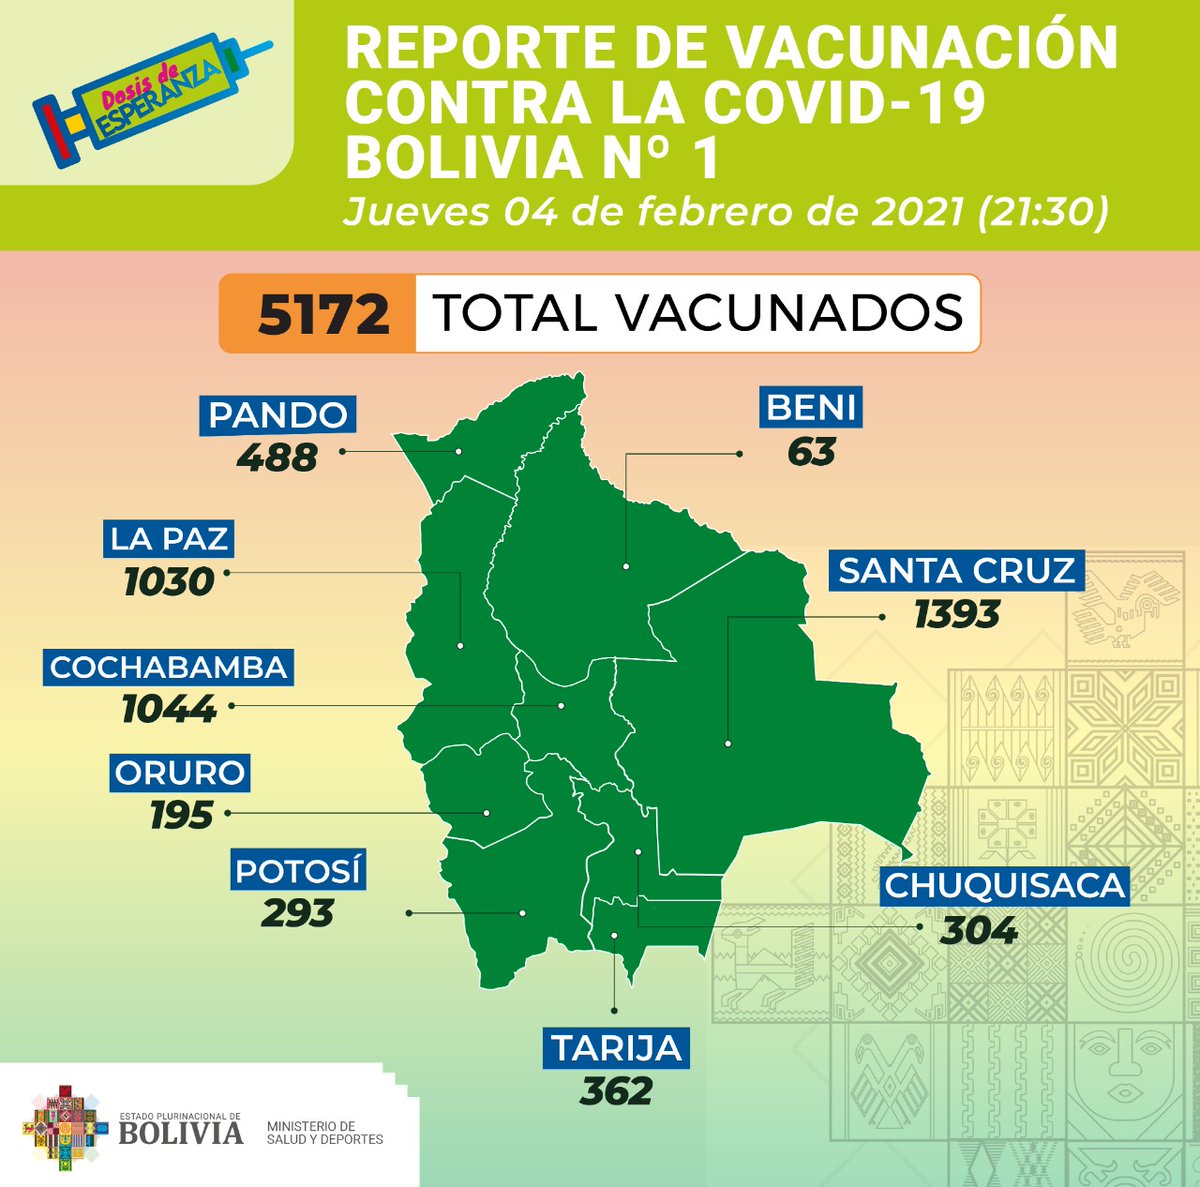 Dosis de
ESPERANZA
REPORTE DE VACUNACIÓN
CONTRA LA COVID-19
BOLIVIA Nº 1
Jueves 04 de febrero de 2021 (21:30)
5172 TOTAL VACUNADOS
PANDO
488
BENI
63
LA PAZ
1030
SANTA CRUZ
1393
COCHABAMBA
1044
ORURO
195
POTOSÍ
293
CHUQUISACA
304
TARIJA
362
ESTADO PLURINACIONAL DE
BOLIVIA
MINISTERIO DE
SALUD Y DEPORTES